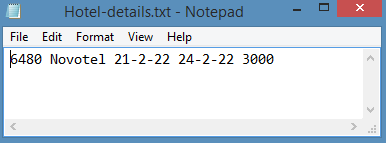 Hotel-details.txt - Notepad
File Edit Format View Help
6480 Novotel 21-2-22 24-2-22 3000